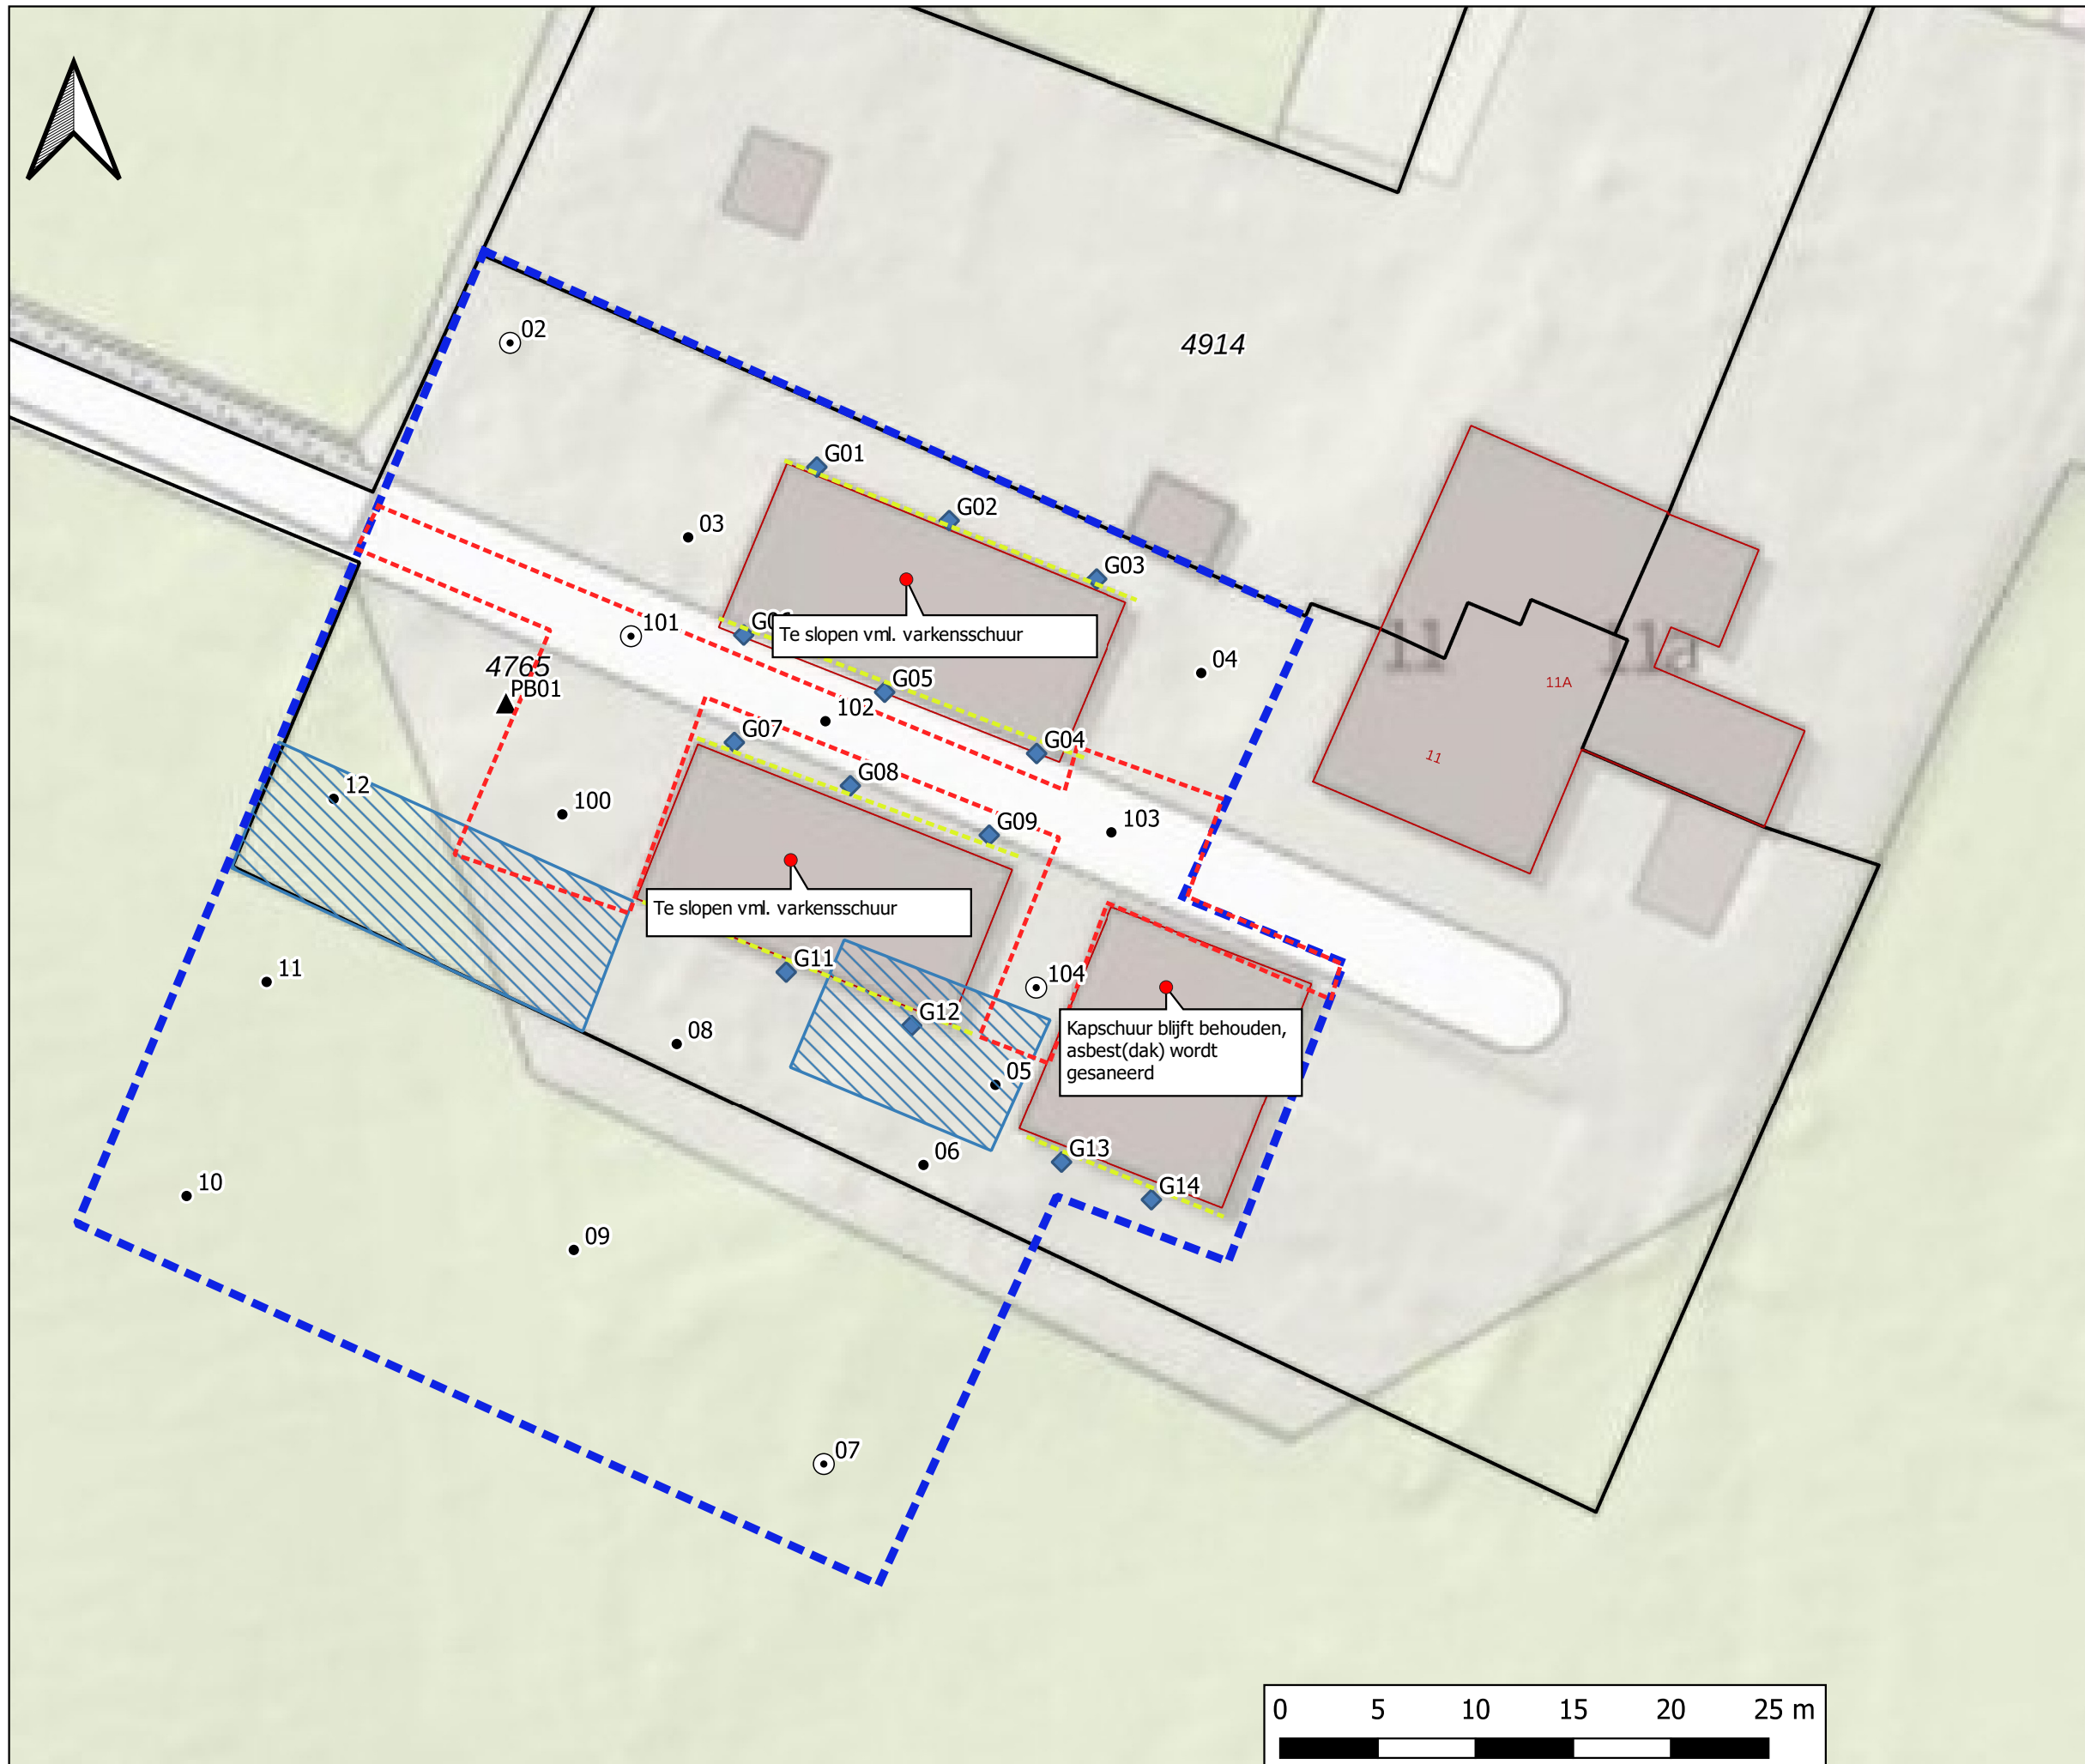 02
4914
G01
G02
03
G03
101
Te slopen vml. varkensschuur
4765
04
11
11a
PB01
G05
11A
102
G04
G07
11
G08
12
100
G09
103
Te slopen vml. varkensschuur
G11
11
104
G12
Kapschuur blijft behouden,
asbest(dak) wordt
gesaneerd
08
05
06
G13
10
G14
09
07
0 5 10 15 20 25 m